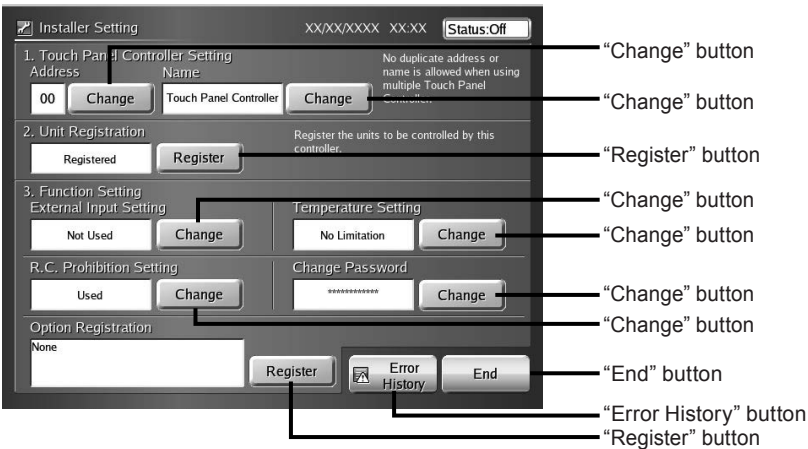 Installer Setting XX/XX/XXXX XX:XX Status:Off
1. Touch Panel Controller Setting
Address Name
00 Change Touch Panel Controller Change
No duplicate address or
name is allowed when using
multiple Touch Panel
Controller.
2. Unit Registration
Registered Register
Register the units to be controlled by this
controller.
3. Function Setting
External Input Setting Temperature Setting
Not Used Change No Limitation Change
R.C. Prohibition Setting Change Password
Used Change ************ Change
Option Registration
None
Register Error
History End
“Change” button
“Change” button
“Register” button
“Change” button
“Change” button
“Change” button
“Change” button
“End” button
“Error History” button
“Register” button